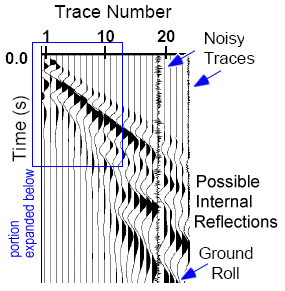 Trace Number
1 10 20
0.0
Time (s)
Noisy
Traces
portion
expanded below
Possible
Internal
Reflections
Ground
Roll